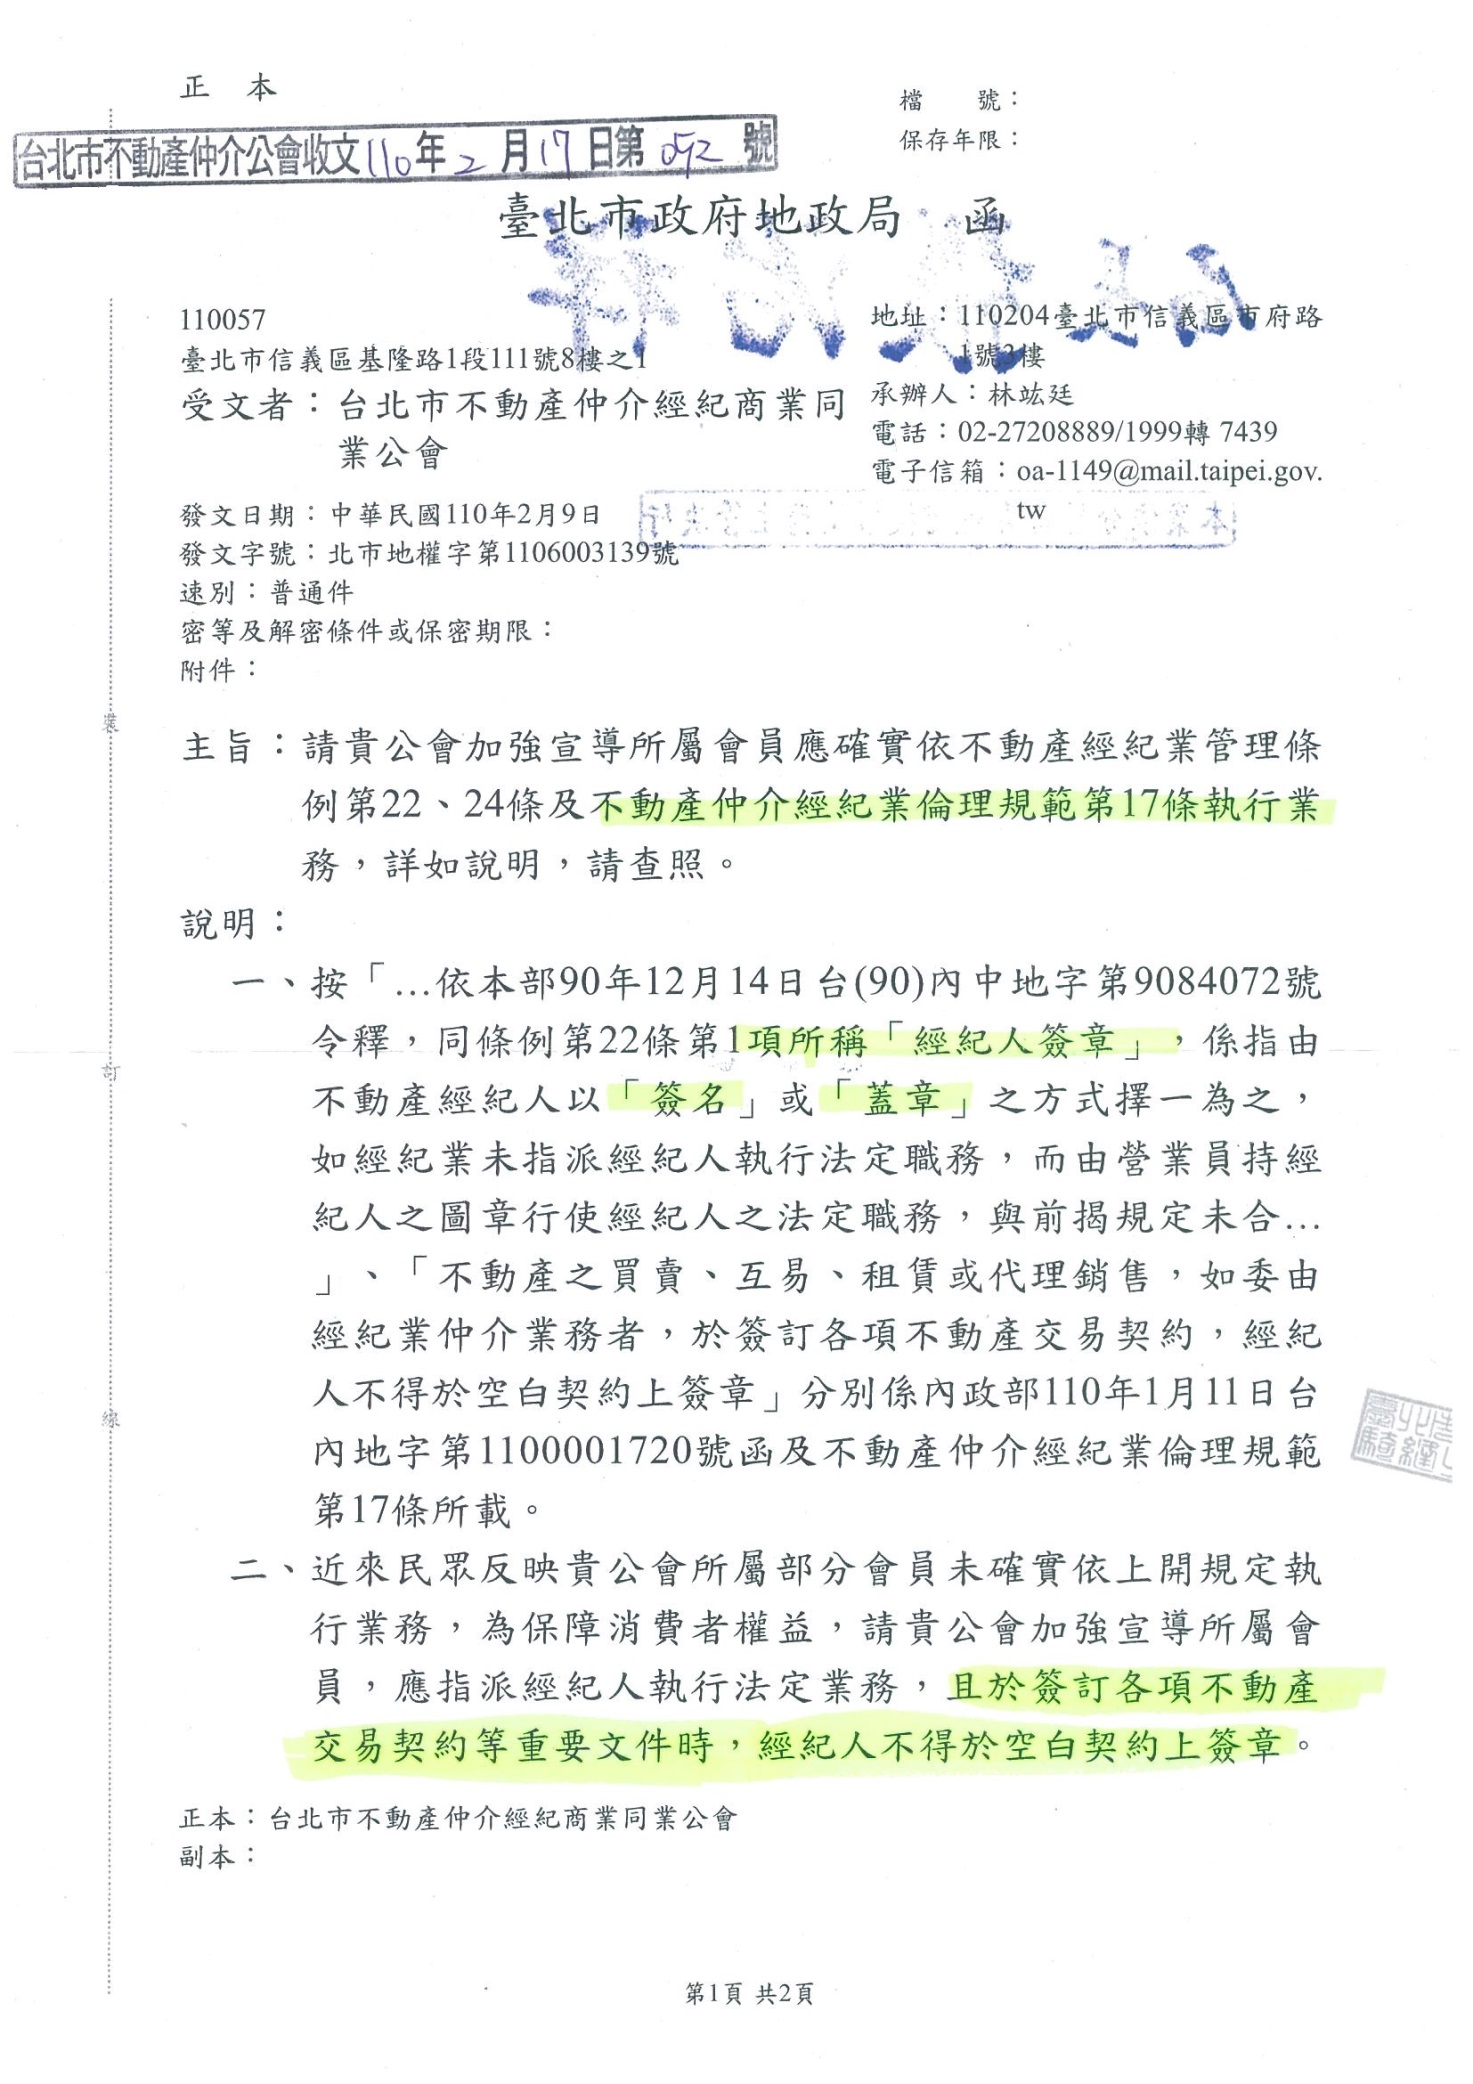 正　本
檔　　號：
保存年限：
台北市不動產仲介公會收文110年2月17日第052號
臺北市政府地政局　函
110057
臺北市信義區基隆路1段111號8樓之1
受文者：台北市不動產仲介經紀商業同
業公會
地址：110204臺北市信義區市府路
1號3樓
承辦人：林竑廷
電話：02-27208889/1999轉 7439
電子信箱：oa-1149@mail.taipei.gov.
tw
發文日期：中華民國110年2月9日
發文字號：北市地權字第1106003139號
速別：普通件
密等及解密條件或保密期限：
附件：
主旨：請貴公會加強宣導所屬會員應確實依不動產經紀業管理條
例第22、24條及不動產仲介經紀業倫理規範第17條執行業
務，詳如說明，請查照。
說明：
一、按「…依本部90年12月14日台(90)內中地字第9084072號
令釋，同條例第22條第1項所稱「經紀人簽章」，係指由
不動產經紀人以「簽名」或「蓋章」之方式擇一為之，
如經紀業未指派經紀人執行法定職務，而由營業員持經
紀人之圖章行使經紀人之法定職務，與前揭規定未合…
」、「不動產之買賣、互易、租賃或代理銷售，如委由
經紀業仲介業務者，於簽訂各項不動產交易契約，經紀
人不得於空白契約上簽章」分別係內政部110年1月11日台
內地字第1100001720號函及不動產仲介經紀業倫理規範
第17條所載。
二、近來民眾反映貴公會所屬部分會員未確實依上開規定執
行業務，為保障消費者權益，請貴公會加強宣導所屬會
員，應指派經紀人執行法定業務，且於簽訂各項不動產
交易契約等重要文件時，經紀人不得於空白契約上簽章。
正本：台北市不動產仲介經紀商業同業公會
副本：
裝
訂
線
第1頁 共2頁